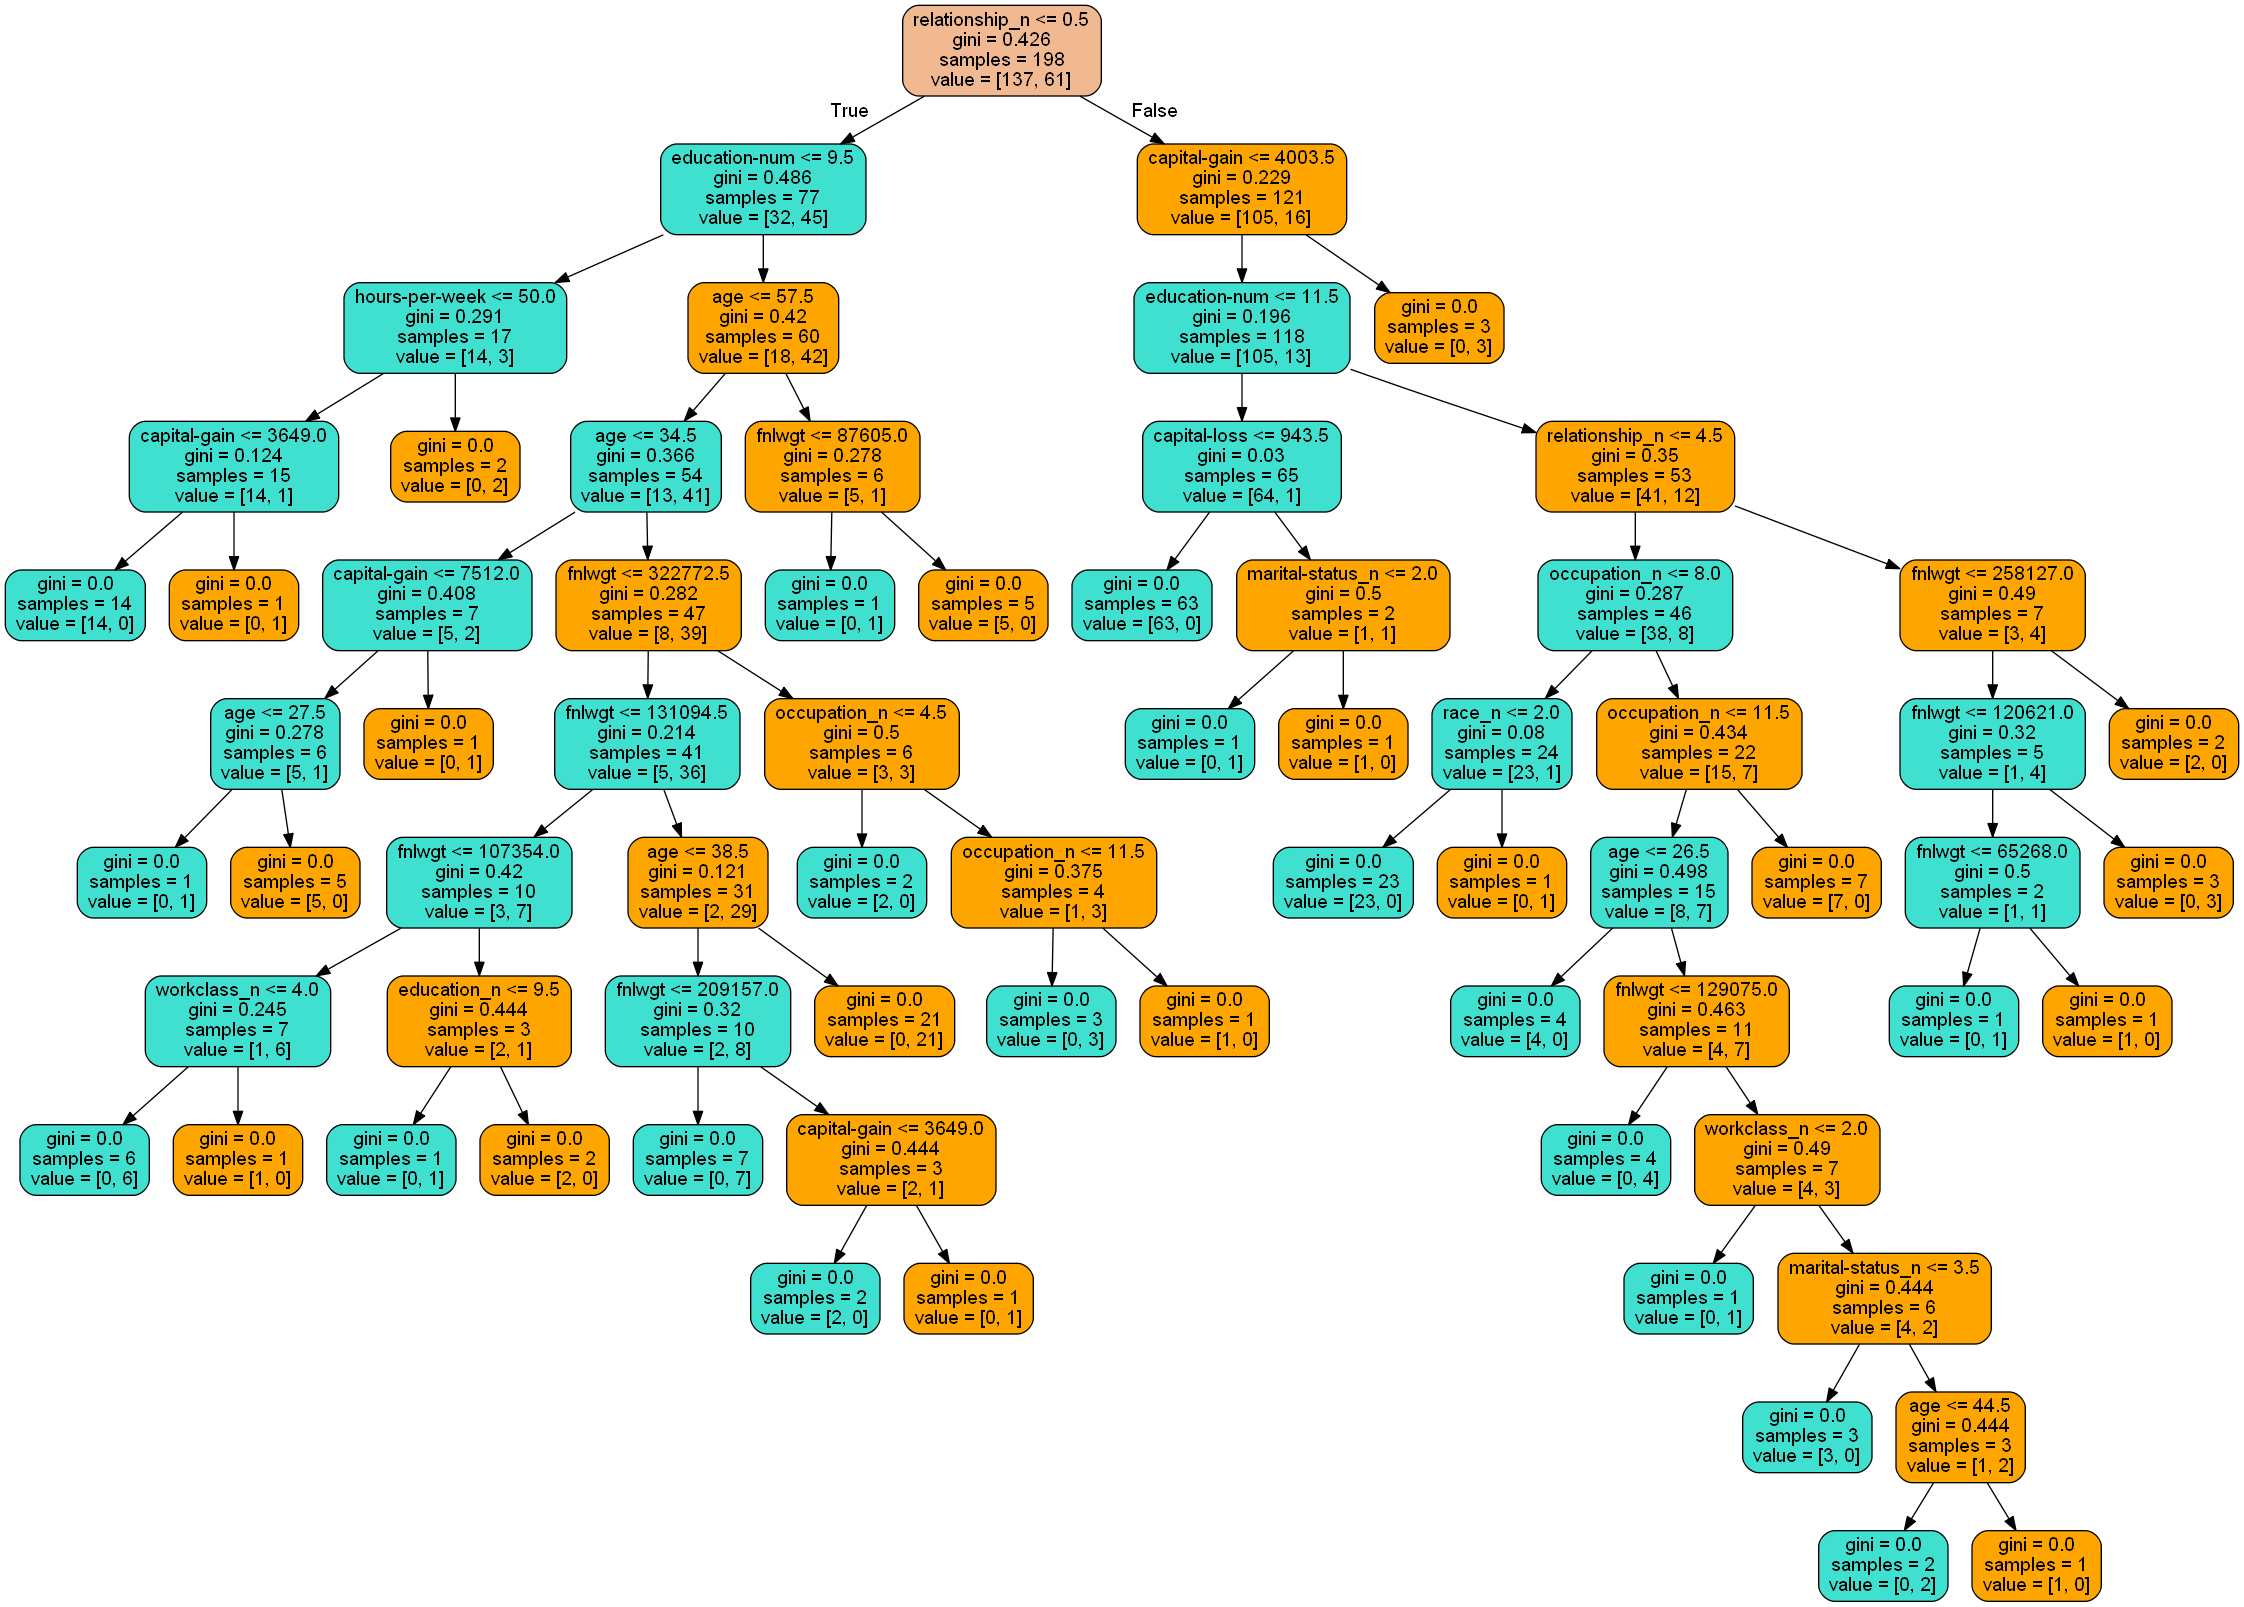 relationship_n <= 0.5
gini = 0.426
samples = 198
value = [137, 61]
True
False
education-num <= 9.5
gini = 0.486
samples = 77
value = [32, 45]
capital-gain <= 4003.5
gini = 0.229
samples = 121
value = [105, 16]
hours-per-week <= 50.0
gini = 0.291
samples = 17
value = [14, 3]
age <= 57.5
gini = 0.42
samples = 60
value = [18, 42]
education-num <= 11.5
gini = 0.196
samples = 118
value = [105, 13]
gini = 0.0
samples = 3
value = [0, 3]
capital-gain <= 3649.0
gini = 0.124
samples = 15
value = [14, 1]
gini = 0.0
samples = 2
value = [0, 2]
age <= 34.5
gini = 0.366
samples = 54
value = [13, 41]
fnlwgt <= 87605.0
gini = 0.278
samples = 6
value = [5, 1]
capital-loss <= 943.5
gini = 0.03
samples = 65
value = [64, 1]
relationship_n <= 4.5
gini = 0.35
samples = 53
value = [41, 12]
gini = 0.0
samples = 14
value = [14, 0]
gini = 0.0
samples = 1
value = [0, 1]
capital-gain <= 7512.0
gini = 0.408
samples = 7
value = [5, 2]
fnlwgt <= 322772.5
gini = 0.282
samples = 47
value = [8, 39]
gini = 0.0
samples = 1
value = [0, 1]
gini = 0.0
samples = 5
value = [5, 0]
gini = 0.0
samples = 63
value = [63, 0]
marital-status_n <= 2.0
gini = 0.5
samples = 2
value = [1, 1]
occupation_n <= 8.0
gini = 0.287
samples = 46
value = [38, 8]
fnlwgt <= 258127.0
gini = 0.49
samples = 7
value = [3, 4]
age <= 27.5
gini = 0.278
samples = 6
value = [5, 1]
gini = 0.0
samples = 1
value = [0, 1]
fnlwgt <= 131094.5
gini = 0.214
samples = 41
value = [5, 36]
occupation_n <= 4.5
gini = 0.5
samples = 6
value = [3, 3]
gini = 0.0
samples = 1
value = [0, 1]
gini = 0.0
samples = 1
value = [1, 0]
race_n <= 2.0
gini = 0.08
samples = 24
value = [23, 1]
occupation_n <= 11.5
gini = 0.434
samples = 22
value = [15, 7]
fnlwgt <= 120621.0
gini = 0.32
samples = 5
value = [1, 4]
gini = 0.0
samples = 2
value = [2, 0]
gini = 0.0
samples = 1
value = [0, 1]
gini = 0.0
samples = 5
value = [5, 0]
fnlwgt <= 107354.0
gini = 0.42
samples = 10
value = [3, 7]
age <= 38.5
gini = 0.121
samples = 31
value = [2, 29]
gini = 0.0
samples = 2
value = [2, 0]
occupation_n <= 11.5
gini = 0.375
samples = 4
value = [1, 3]
gini = 0.0
samples = 23
value = [23, 0]
gini = 0.0
samples = 1
value = [0, 1]
age <= 26.5
gini = 0.498
samples = 15
value = [8, 7]
gini = 0.0
samples = 7
value = [7, 0]
fnlwgt <= 65268.0
gini = 0.5
samples = 2
value = [1, 1]
gini = 0.0
samples = 3
value = [0, 3]
workclass_n <= 4.0
gini = 0.245
samples = 7
value = [1, 6]
education_n <= 9.5
gini = 0.444
samples = 3
value = [2, 1]
fnlwgt <= 209157.0
gini = 0.32
samples = 10
value = [2, 8]
gini = 0.0
samples = 21
value = [0, 21]
gini = 0.0
samples = 3
value = [0, 3]
gini = 0.0
samples = 1
value = [1, 0]
gini = 0.0
samples = 4
value = [4, 0]
fnlwgt <= 129075.0
gini = 0.463
samples = 11
value = [4, 7]
gini = 0.0
samples = 1
value = [0, 1]
gini = 0.0
samples = 1
value = [1, 0]
gini = 0.0
samples = 6
value = [0, 6]
gini = 0.0
samples = 1
value = [1, 0]
gini = 0.0
samples = 1
value = [0, 1]
gini = 0.0
samples = 2
value = [2, 0]
gini = 0.0
samples = 7
value = [0, 7]
capital-gain <= 3649.0
gini = 0.444
samples = 3
value = [2, 1]
gini = 0.0
samples = 4
value = [0, 4]
workclass_n <= 2.0
gini = 0.49
samples = 7
value = [4, 3]
gini = 0.0
samples = 2
value = [2, 0]
gini = 0.0
samples = 1
value = [0, 1]
gini = 0.0
samples = 1
value = [0, 1]
marital-status_n <= 3.5
gini = 0.444
samples = 6
value = [4, 2]
gini = 0.0
samples = 3
value = [3, 0]
age <= 44.5
gini = 0.444
samples = 3
value = [1, 2]
gini = 0.0
samples = 2
value = [0, 2]
gini = 0.0
samples = 1
value = [1, 0]